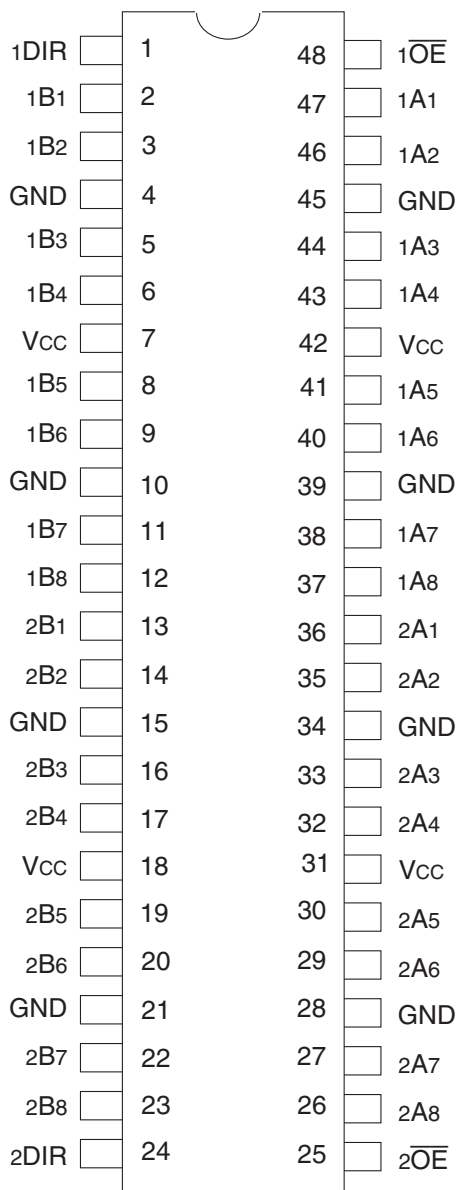 1DIR 1 48 1O̅E̅
1B1 2 47 1A1
1B2 3 46 1A2
GND 4 45 GND
1B3 5 44 1A3
1B4 6 43 1A4
VCC 7 42 VCC
1B5 8 41 1A5
1B6 9 40 1A6
GND 10 39 GND
1B7 11 38 1A7
1B8 12 37 1A8
2B1 13 36 2A1
2B2 14 35 2A2
GND 15 34 GND
2B3 16 33 2A3
2B4 17 32 2A4
VCC 18 31 VCC
2B5 19 30 2A5
2B6 20 29 2A6
GND 21 28 GND
2B7 22 27 2A7
2B8 23 26 2A8
2DIR 24 25 2O̅E̅